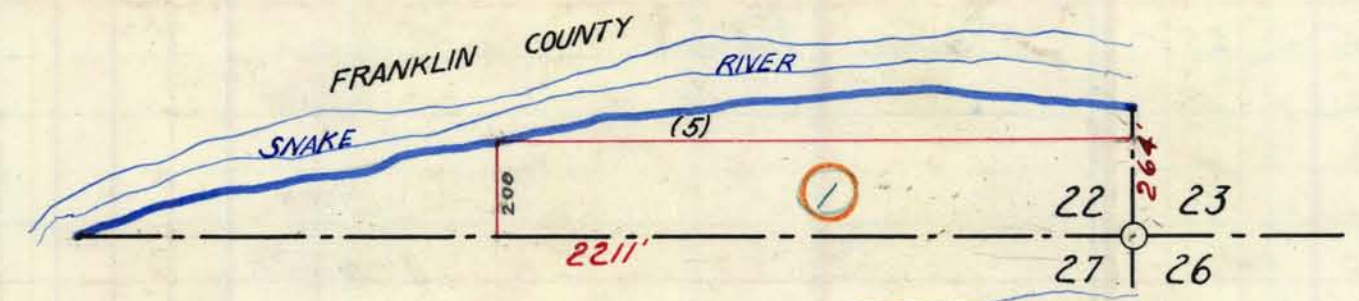 FRANKLIN COUNTY
RIVER
SNAKE
(5)
200
1
264'
22 23
2211'
27 26